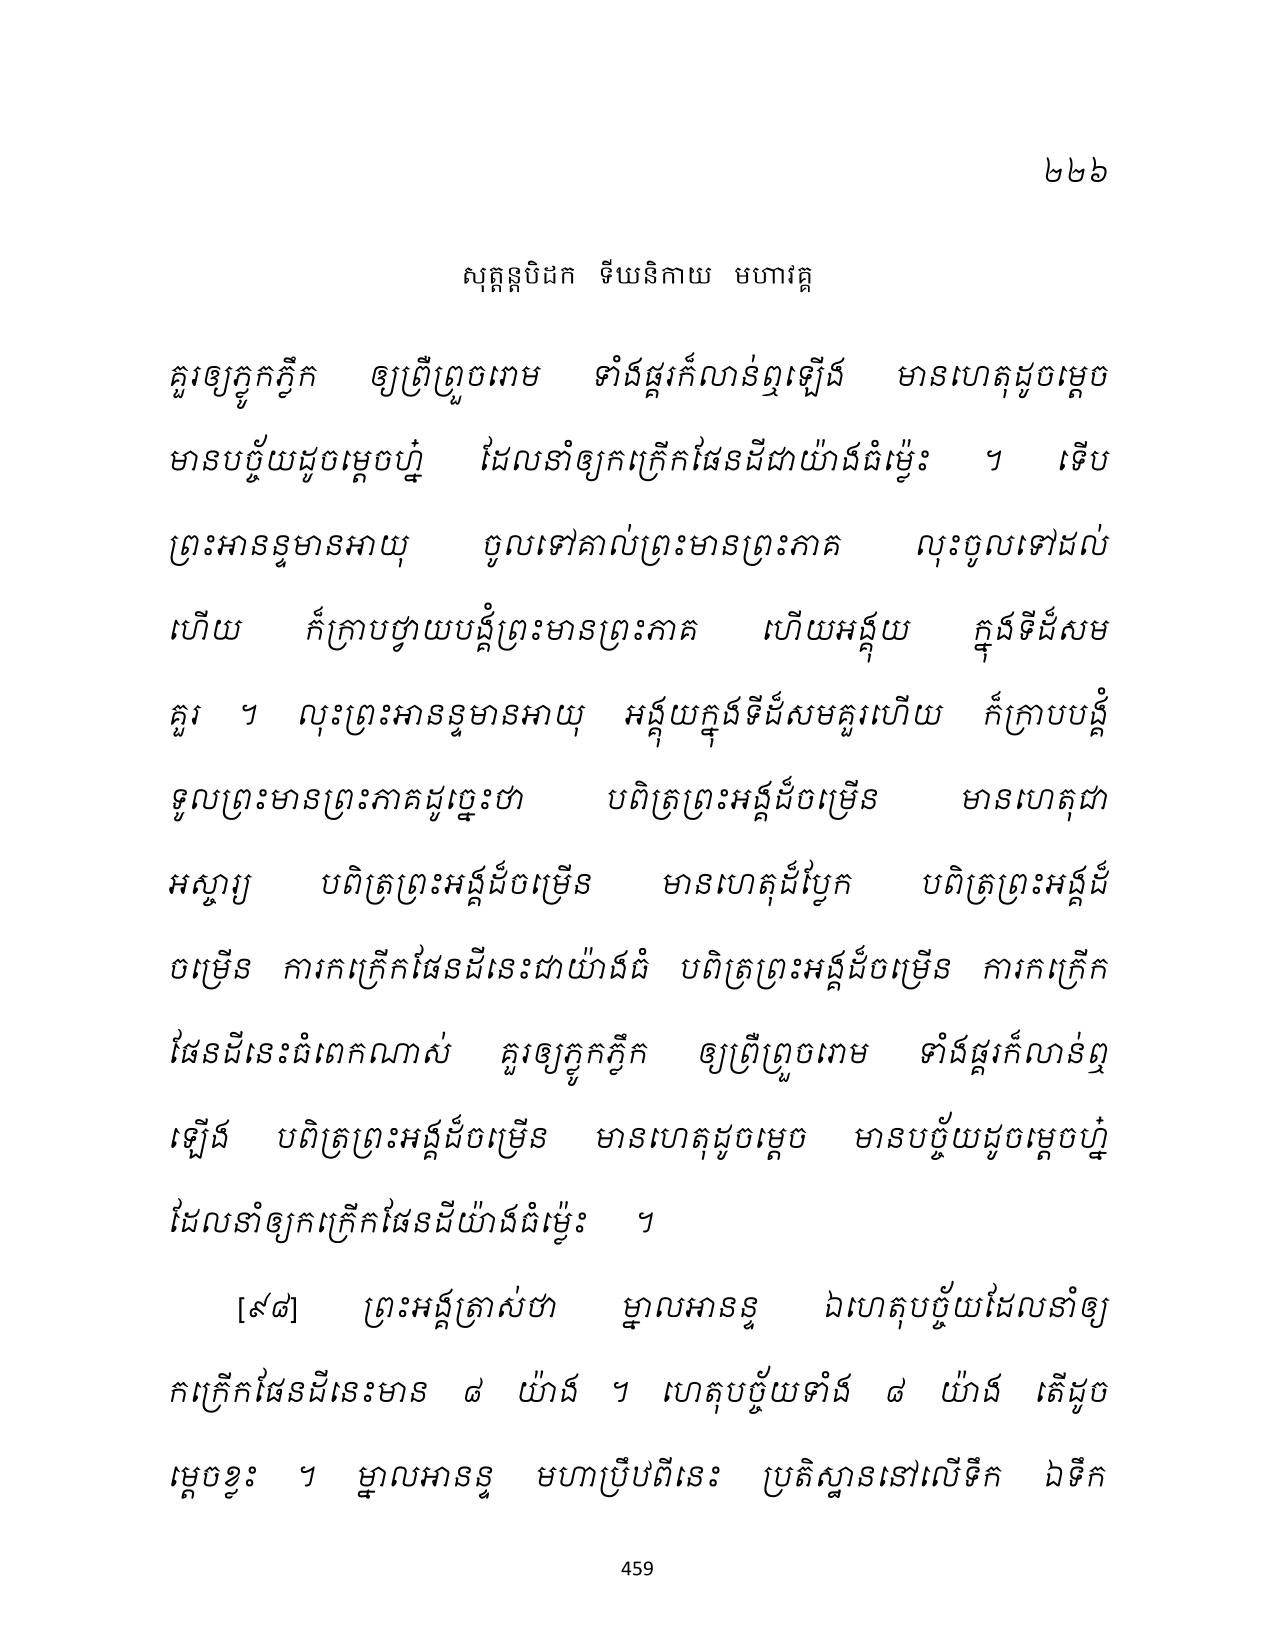 ២២៦
សុត្តន្តបិដក ទីឃនិកាយ មហាវគ្គ
គួរឲ្យភ្លូកភ្លឹក ឲ្យព្រឺព្រួចរោម ទាំងផ្គរក៏លាន់ឮឡើង មានហេតុដូចម្តេច
មានបច្ច័យដូចម្តេចហ្ន៎ ដែលនាំឲ្យកក្រើកផែនដីជាយ៉ាងធំម៉្លេះ ។ ទើប
ព្រះអានន្ទមានអាយុ ចូលទៅគាល់ព្រះមានព្រះភាគ លុះចូលទៅដល់
ហើយ ក៏ក្រាបថ្វាយបង្គំព្រះមានព្រះភាគ ហើយអង្គុយ ក្នុងទីដ៏សម
គួរ ។ លុះព្រះអានន្ទមានអាយុ អង្គុយក្នុងទីដ៏សមគួរហើយ ក៏ក្រាបបង្គំ
ទូលព្រះមានព្រះភាគដូច្នេះថា បពិត្រព្រះអង្គដ៏ចម្រើន មានហេតុជា
អស្ចារ្យ បពិត្រព្រះអង្គដ៏ចម្រើន មានហេតុដ៏ប្លែក បពិត្រព្រះអង្គដ៏
ចម្រើន ការកក្រើកផែនដីនេះជាយ៉ាងធំ បពិត្រព្រះអង្គដ៏ចម្រើន ការកក្រើក
ផែនដីនេះធំពេកណាស់ គួរឲ្យភ្លូកភ្លឹក ឲ្យព្រឺព្រួចរោម ទាំងផ្គរក៏លាន់ឮ
ឡើង បពិត្រព្រះអង្គដ៏ចម្រើន មានហេតុដូចម្តេច មានបច្ច័យដូចម្តេចហ្ន៎
ដែលនាំឲ្យកក្រើកផែនដីយ៉ាងធំម៉្លេះ ។
[៩៨] ព្រះអង្គត្រាស់ថា ម្នាលអានន្ទ ឯហេតុបច្ច័យដែលនាំឲ្យ
កក្រើកផែនដីនេះមាន ៨ យ៉ាង ។ ហេតុបច្ច័យទាំង ៨ យ៉ាង តើដូច
ម្តេចខ្លះ ។ ម្នាលអានន្ទ មហាប្រឹឋពីនេះ ប្រតិស្ឋាននៅលើទឹក ឯទឹក
459